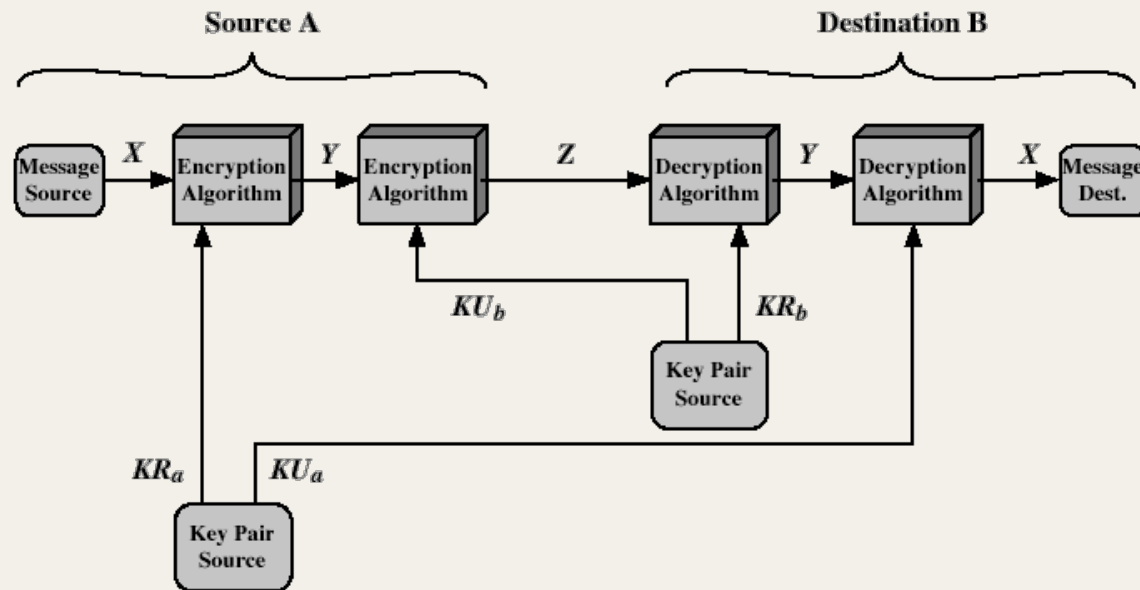 Source A
Destination B
Message
Source
X
Encryption
Algorithm
Y
Encryption
Algorithm
Z
Decryption
Algorithm
Y
Decryption
Algorithm
X
Message
Dest.
KUb
KRb
Key Pair
Source
KRa
KUa
Key Pair
Source